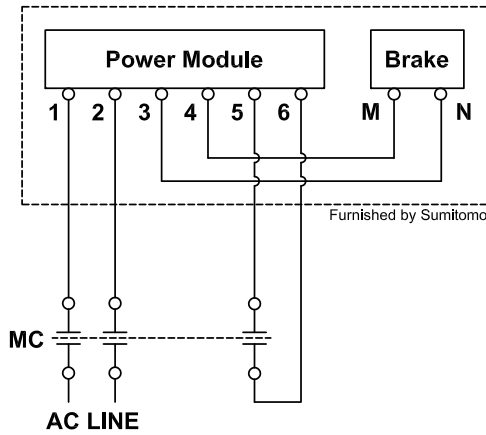 Power Module
Brake
1 2 3 4 5 6
M N
Furnished by Sumitomo
MC
AC LINE